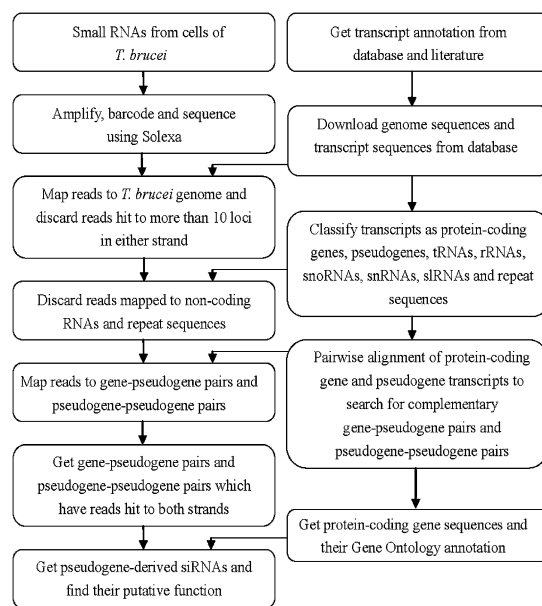 Small RNAs from cells of
T. brucei
Amplify, barcode and sequence
using Solexa
Map reads to T. brucei genome and
discard reads hit to more than 10 loci
in either strand
Discard reads mapped to non-coding
RNAs and repeat sequences
Map reads to gene-pseudogene pairs and
pseudogene-pseudogene pairs
Get gene-pseudogene pairs and
pseudogene-pseudogene pairs which
have reads hit to both strands
Get pseudogene-derived siRNAs and
find their putative function
Get transcript annotation from
database and literature
Download genome sequences and
transcript sequences from database
Classify transcripts as protein-coding
genes, pseudogenes, tRNAs, rRNAs,
snoRNAs, snRNAs, slRNAs and repeat
sequences
Pairwise alignment of protein-coding
gene and pseudogene transcripts to
search for complementary
gene-pseudogene pairs and
pseudogene-pseudogene pairs
Get protein-coding gene sequences and
their Gene Ontology annotation